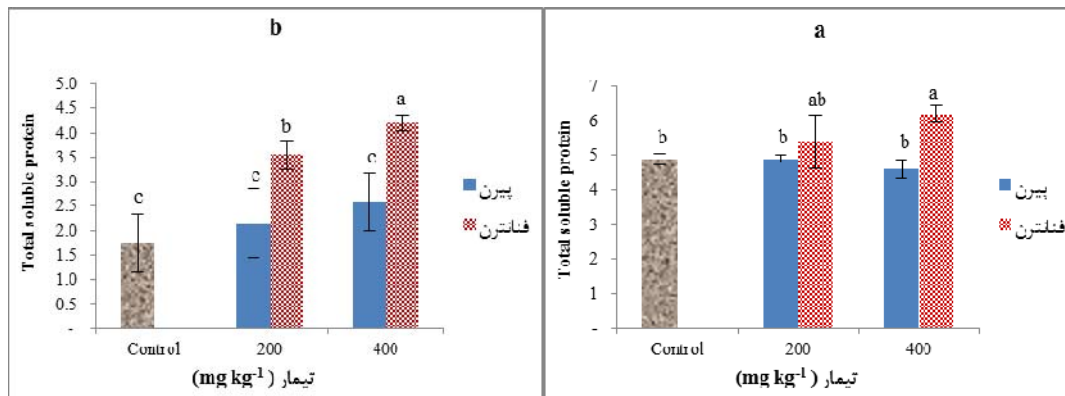 b
Total soluble protein
5.0
4.5
4.0
3.5
3.0
2.5
2.0
1.5
1.0
0.5
-
c
c
b
c
a
Control
200
400
تیمار (mg kg-1)
پیرن
فنانترن
a
Total soluble protein
7
6
5
4
3
2
1
-
b
b
ab
b
a
Control
200
400
تیمار (mg kg-1)
پیرن
فنانترن